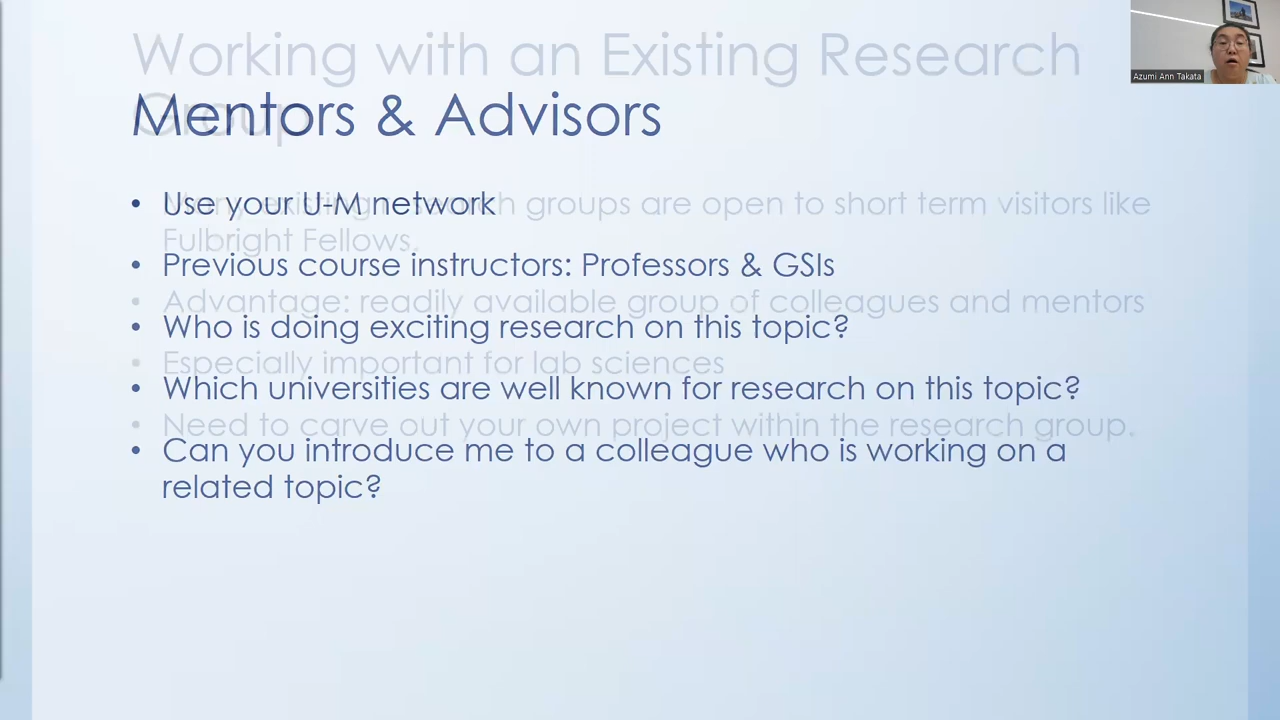 Working with an Existing Research
Group
Mentors & Advisors
Azumi Ann Takata
• Use your U-M network
groups are open to short term visitors like
Fulbright Fellows.
• Previous course instructors: Professors & GSIs
• Advantage: readily available group of colleagues and mentors
• Who is doing exciting research on this topic?
• Especially important for lab sciences
• Which universities are well known for research on this topic?
• Need to carve out your own project within the research group.
• Can you introduce me to a colleague who is working on a
related topic?